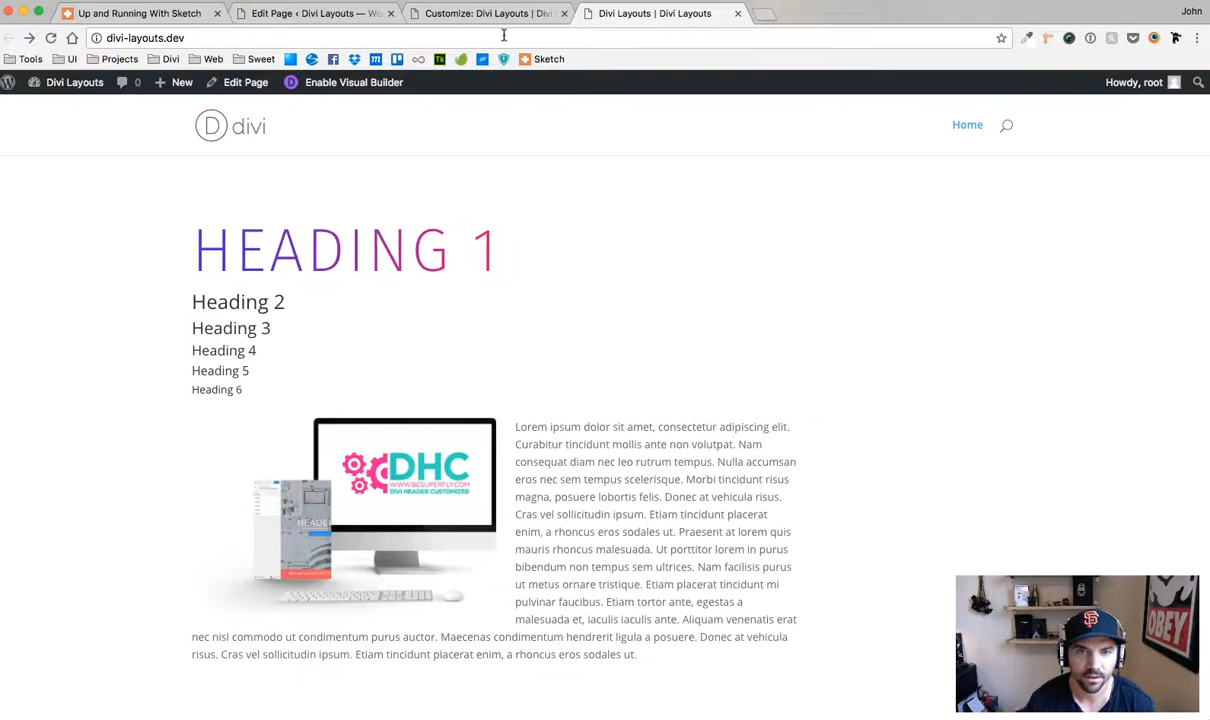 Up and Running With Sketch
Edit Page ‹ Divi Layouts — Wo
Customize: Divi Layouts | Divi
Divi Layouts | Divi Layouts
John
divi-layouts.dev
Tools
UI
Projects
Divi
Web
Sweet
Tk
Sketch
Divi Layouts
0
New
Edit Page
D
Enable Visual Builder
Howdy, root
D divi
Home
HEADING 1
Heading 2
Heading 3
Heading 4
Heading 5
Heading 6
DHC
WWW.BESUPERFLY.COM
DIVI HEADER CUSTOMIZER
HEADER
Lorem ipsum dolor sit amet, consectetur adipiscing elit.
Curabitur tincidunt mollis ante non volutpat. Nam
consequat diam nec leo rutrum tempus. Nulla accumsan
eros nec sem tempus scelerisque. Morbi tincidunt risus
magna, posuere lobortis felis. Donec at vehicula risus.
Cras vel sollicitudin ipsum. Etiam tincidunt placerat
enim, a rhoncus eros sodales ut. Praesent at lorem quis
mauris rhoncus malesuada. Ut porttitor lorem in purus
bibendum non tempus sem ultrices. Nam facilisis purus
ut metus ornare tristique. Etiam placerat tincidunt mi
pulvinar faucibus. Etiam tortor ante, egestas a
malesuada et, iaculis iaculis ante. Aliquam venenatis erat
nec nisl commodo ut condimentum purus auctor. Maecenas condimentum hendrerit ligula a posuere. Donec at vehicula
risus. Cras vel sollicitudin ipsum. Etiam tincidunt placerat enim, a rhoncus eros sodales ut.
OBEY
SF